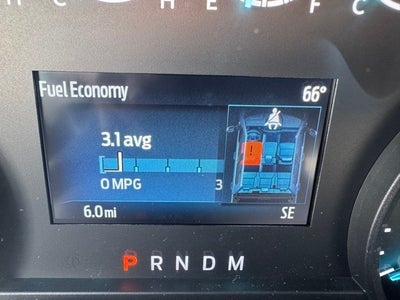 H C H E F C
Fuel Economy 66°
3.1 avg
!
0 MPG 3
6.0 mi SE
P R N D M